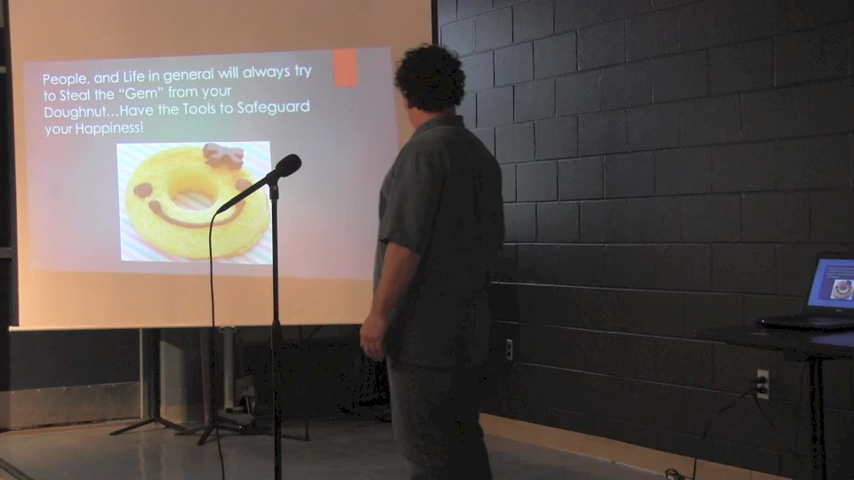 People, and Life in general will always try
to Steal the “Gem” from your
Doughnut...Have the Tools to Safeguard
your Happiness!